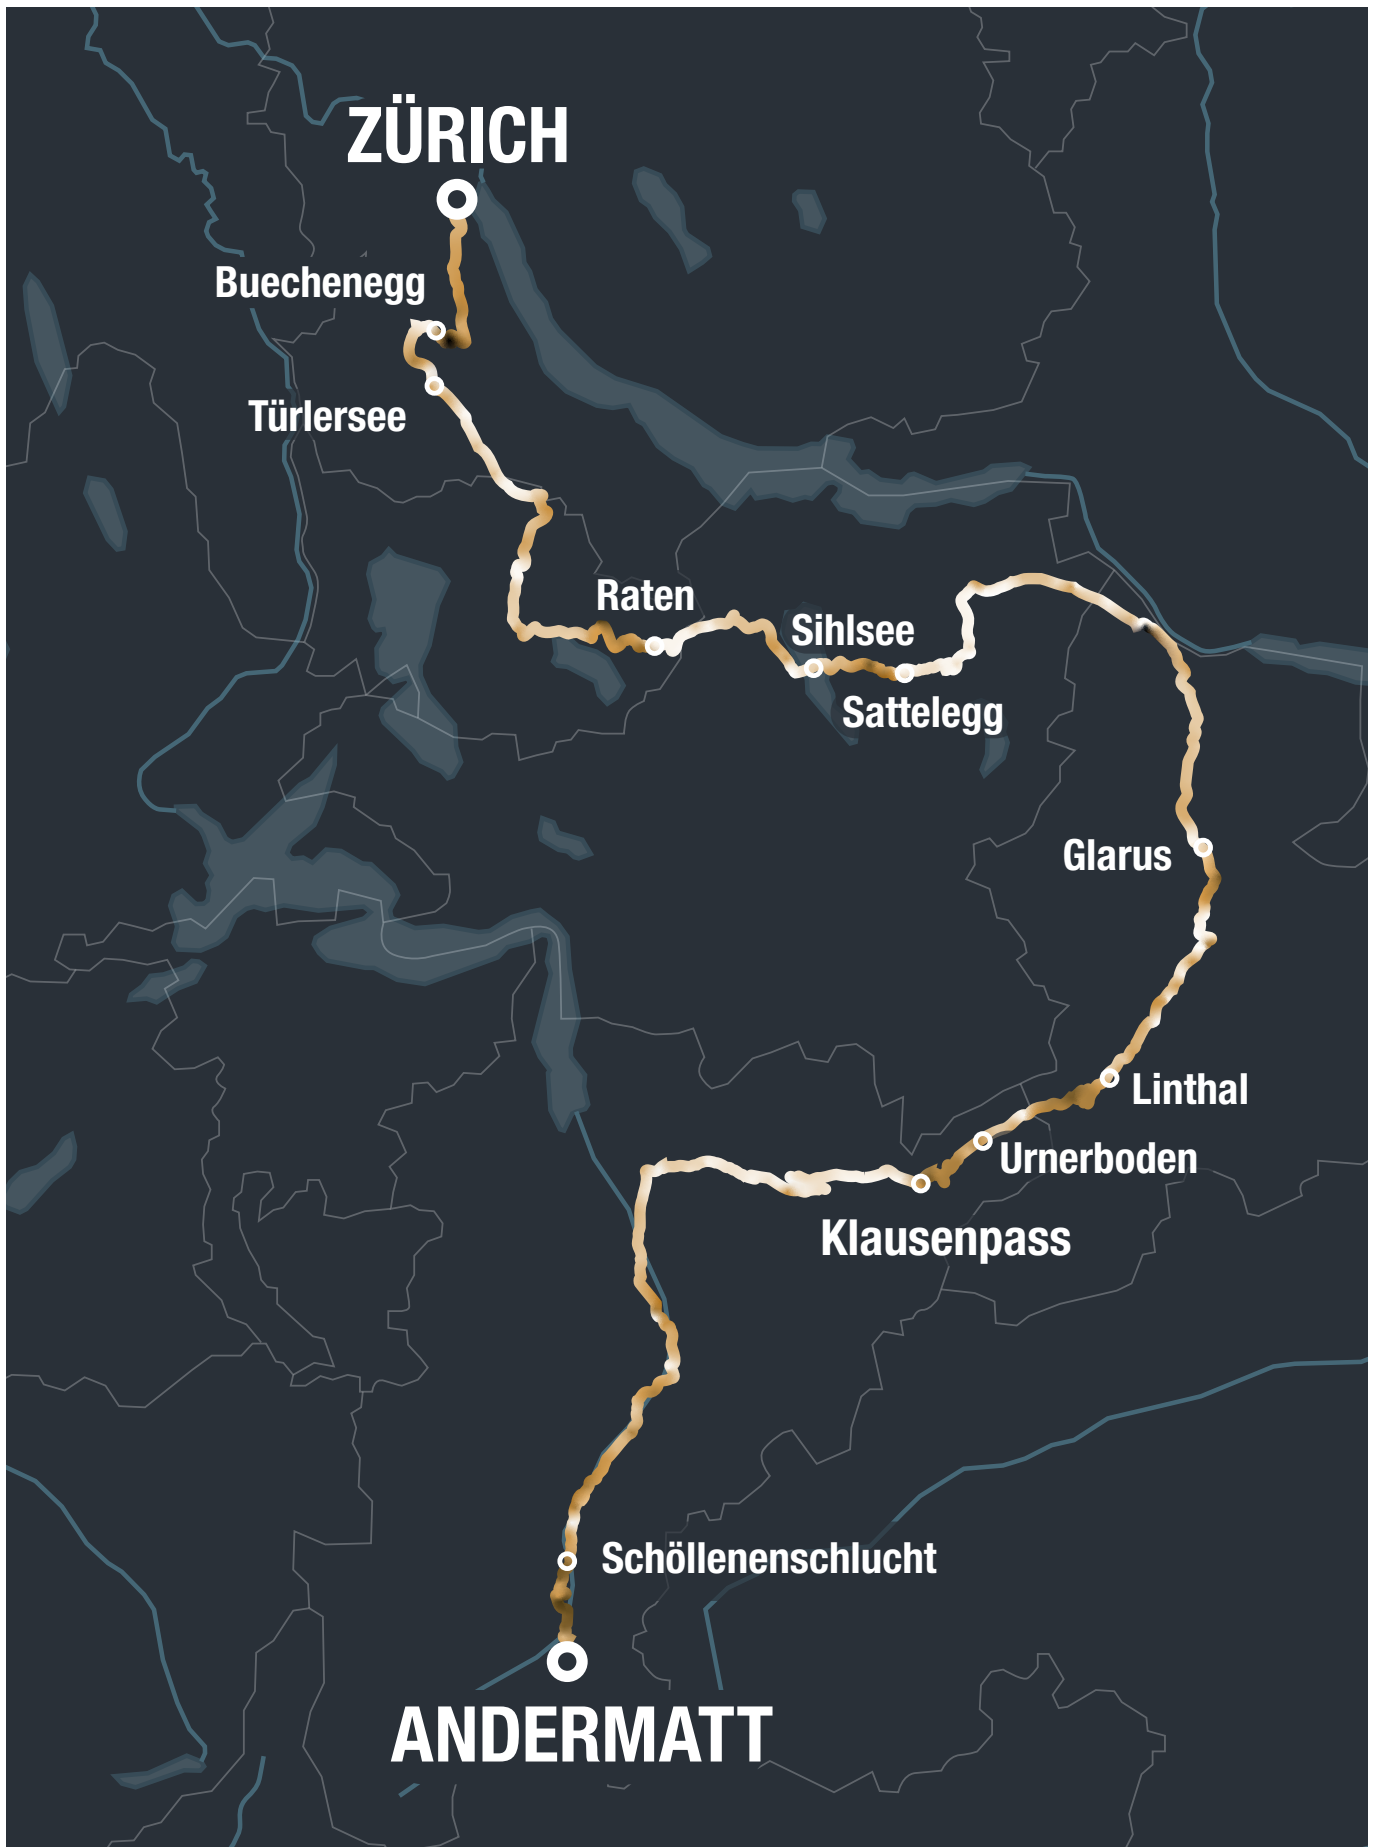 ZÜRICH
Buechenegg
Türlersee
Raten
Sihlsee
Sattelegg
Glarus
Linthal
Urnerboden
Klausenpass
Schöllenenschlucht
ANDERMATT